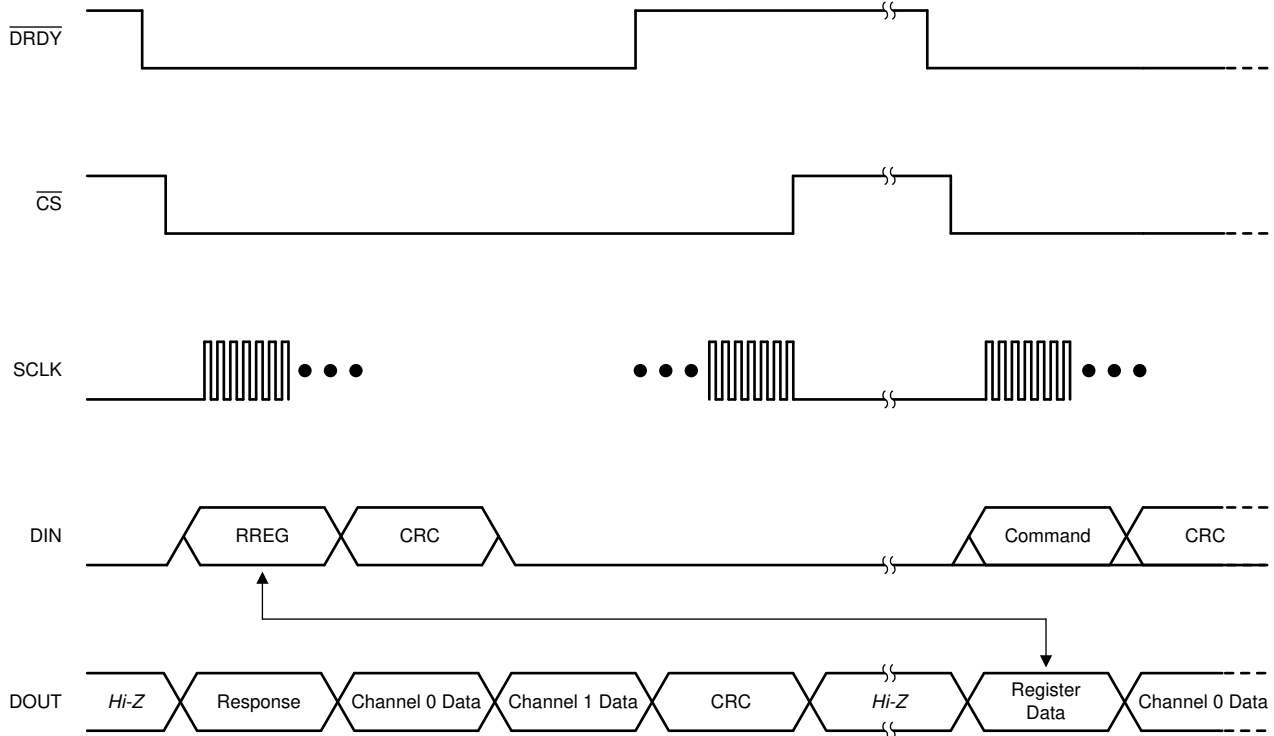 DRDY
CS
SCLK
DIN RREG CRC Command CRC
DOUT Hi-Z Response Channel 0 Data Channel 1 Data CRC Hi-Z Register Data Channel 0 Data